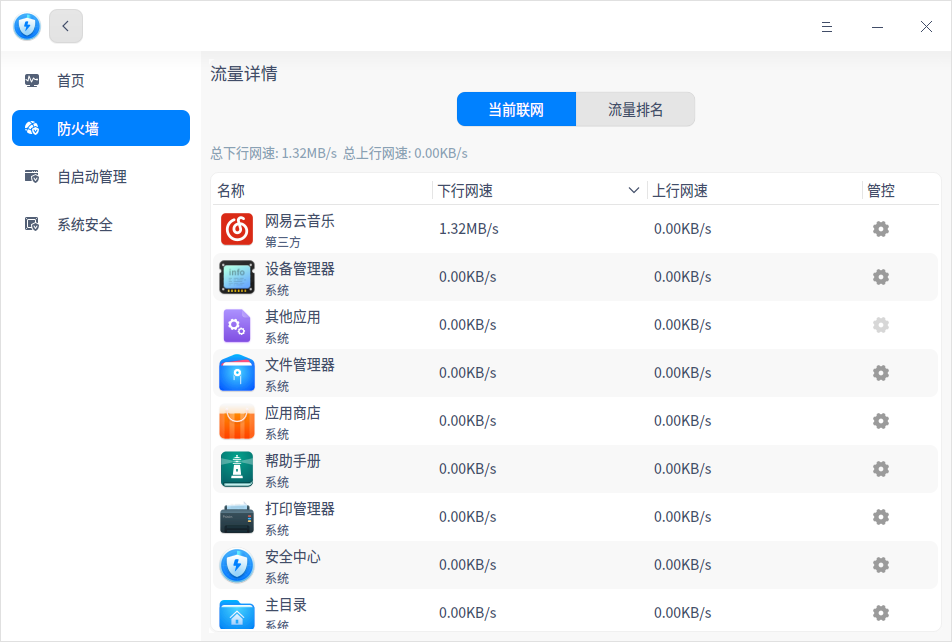 首页
防火墙
自启动管理
系统安全
流量详情
当前联网 流量排名
总下行网速: 1.32MB/s 总上行网速: 0.00KB/s
名称 下行网速 上行网速 管控
网易云音乐
第三方
1.32MB/s 0.00KB/s
info
设备管理器
系统
0.00KB/s 0.00KB/s
其他应用
系统
0.00KB/s 0.00KB/s
文件管理器
系统
0.00KB/s 0.00KB/s
应用商店
系统
0.00KB/s 0.00KB/s
帮助手册
系统
0.00KB/s 0.00KB/s
打印管理器
系统
0.00KB/s 0.00KB/s
安全中心
系统
0.00KB/s 0.00KB/s
主目录
系统
0.00KB/s 0.00KB/s